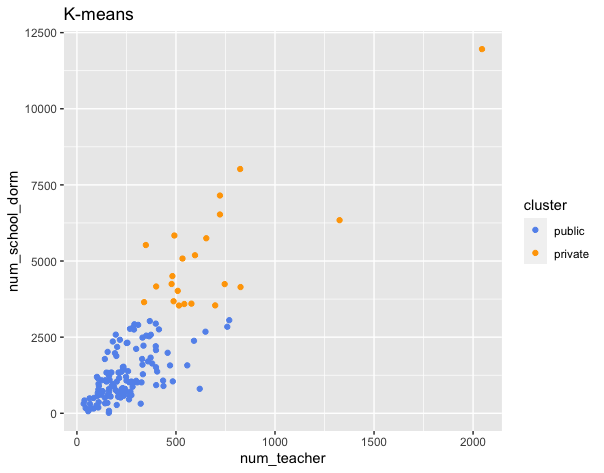 K-means
12500
10000
7500
5000
2500
0
num_school_dorm
0 500 1000 1500 2000
num_teacher
cluster
public
private